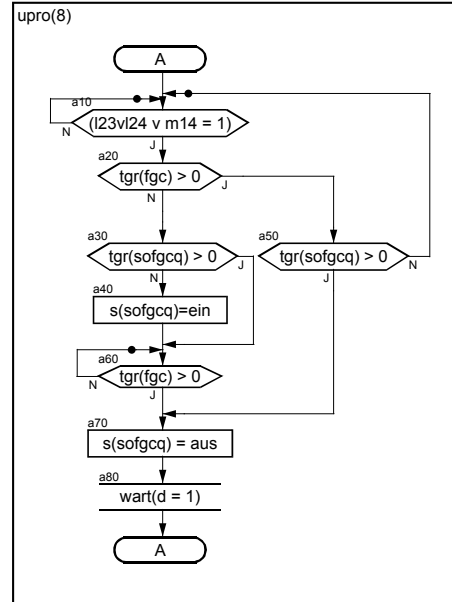 upro(8)
A
a10
(l23vl24 v m14 = 1)
N
J
a20
tgr(fgc) > 0
J
N
a30
tgr(sofgcq) > 0
J
N
a50
tgr(sofgcq) > 0
N
J
a40
s(sofgcq)=ein
a60
tgr(fgc) > 0
N
J
a70
s(sofgcq) = aus
a80
wart(d = 1)
A